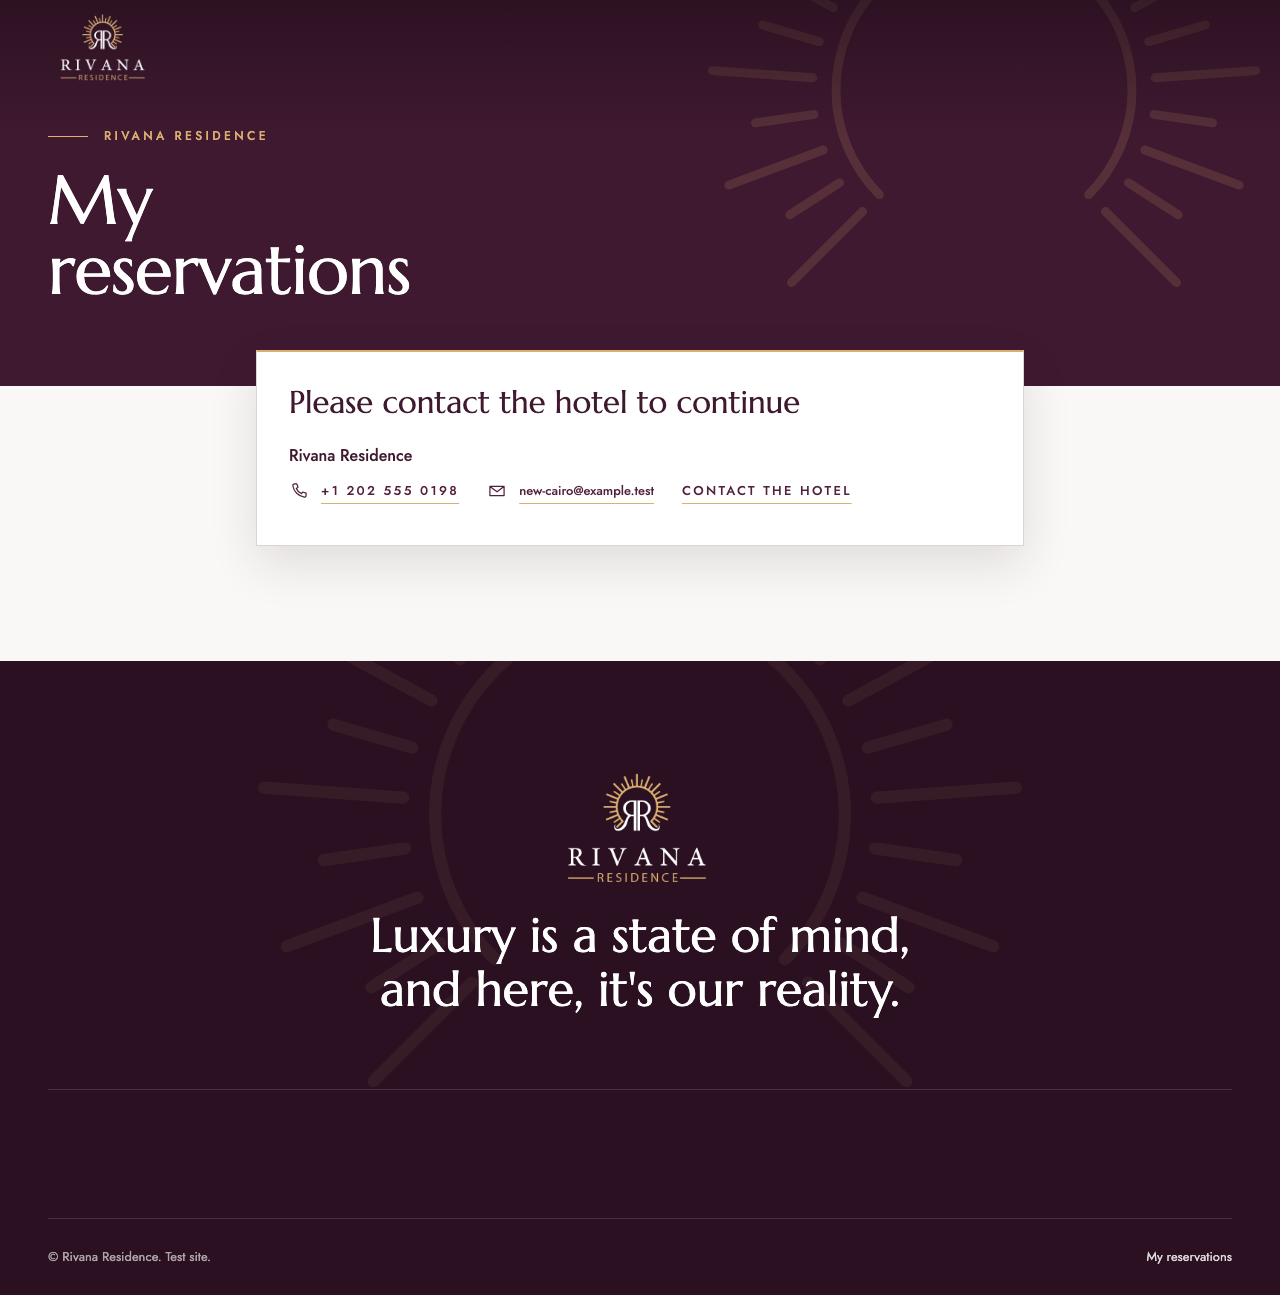 RIVANA
RESIDENCE
RIVANA RESIDENCE
My
reservations
Please contact the hotel to continue
Rivana Residence
+1 202 555 0198
new-cairo@example.test
CONTACT THE HOTEL
RIVANA
RESIDENCE
Luxury is a state of mind,
and here, it's our reality.
© Rivana Residence. Test site.
My reservations